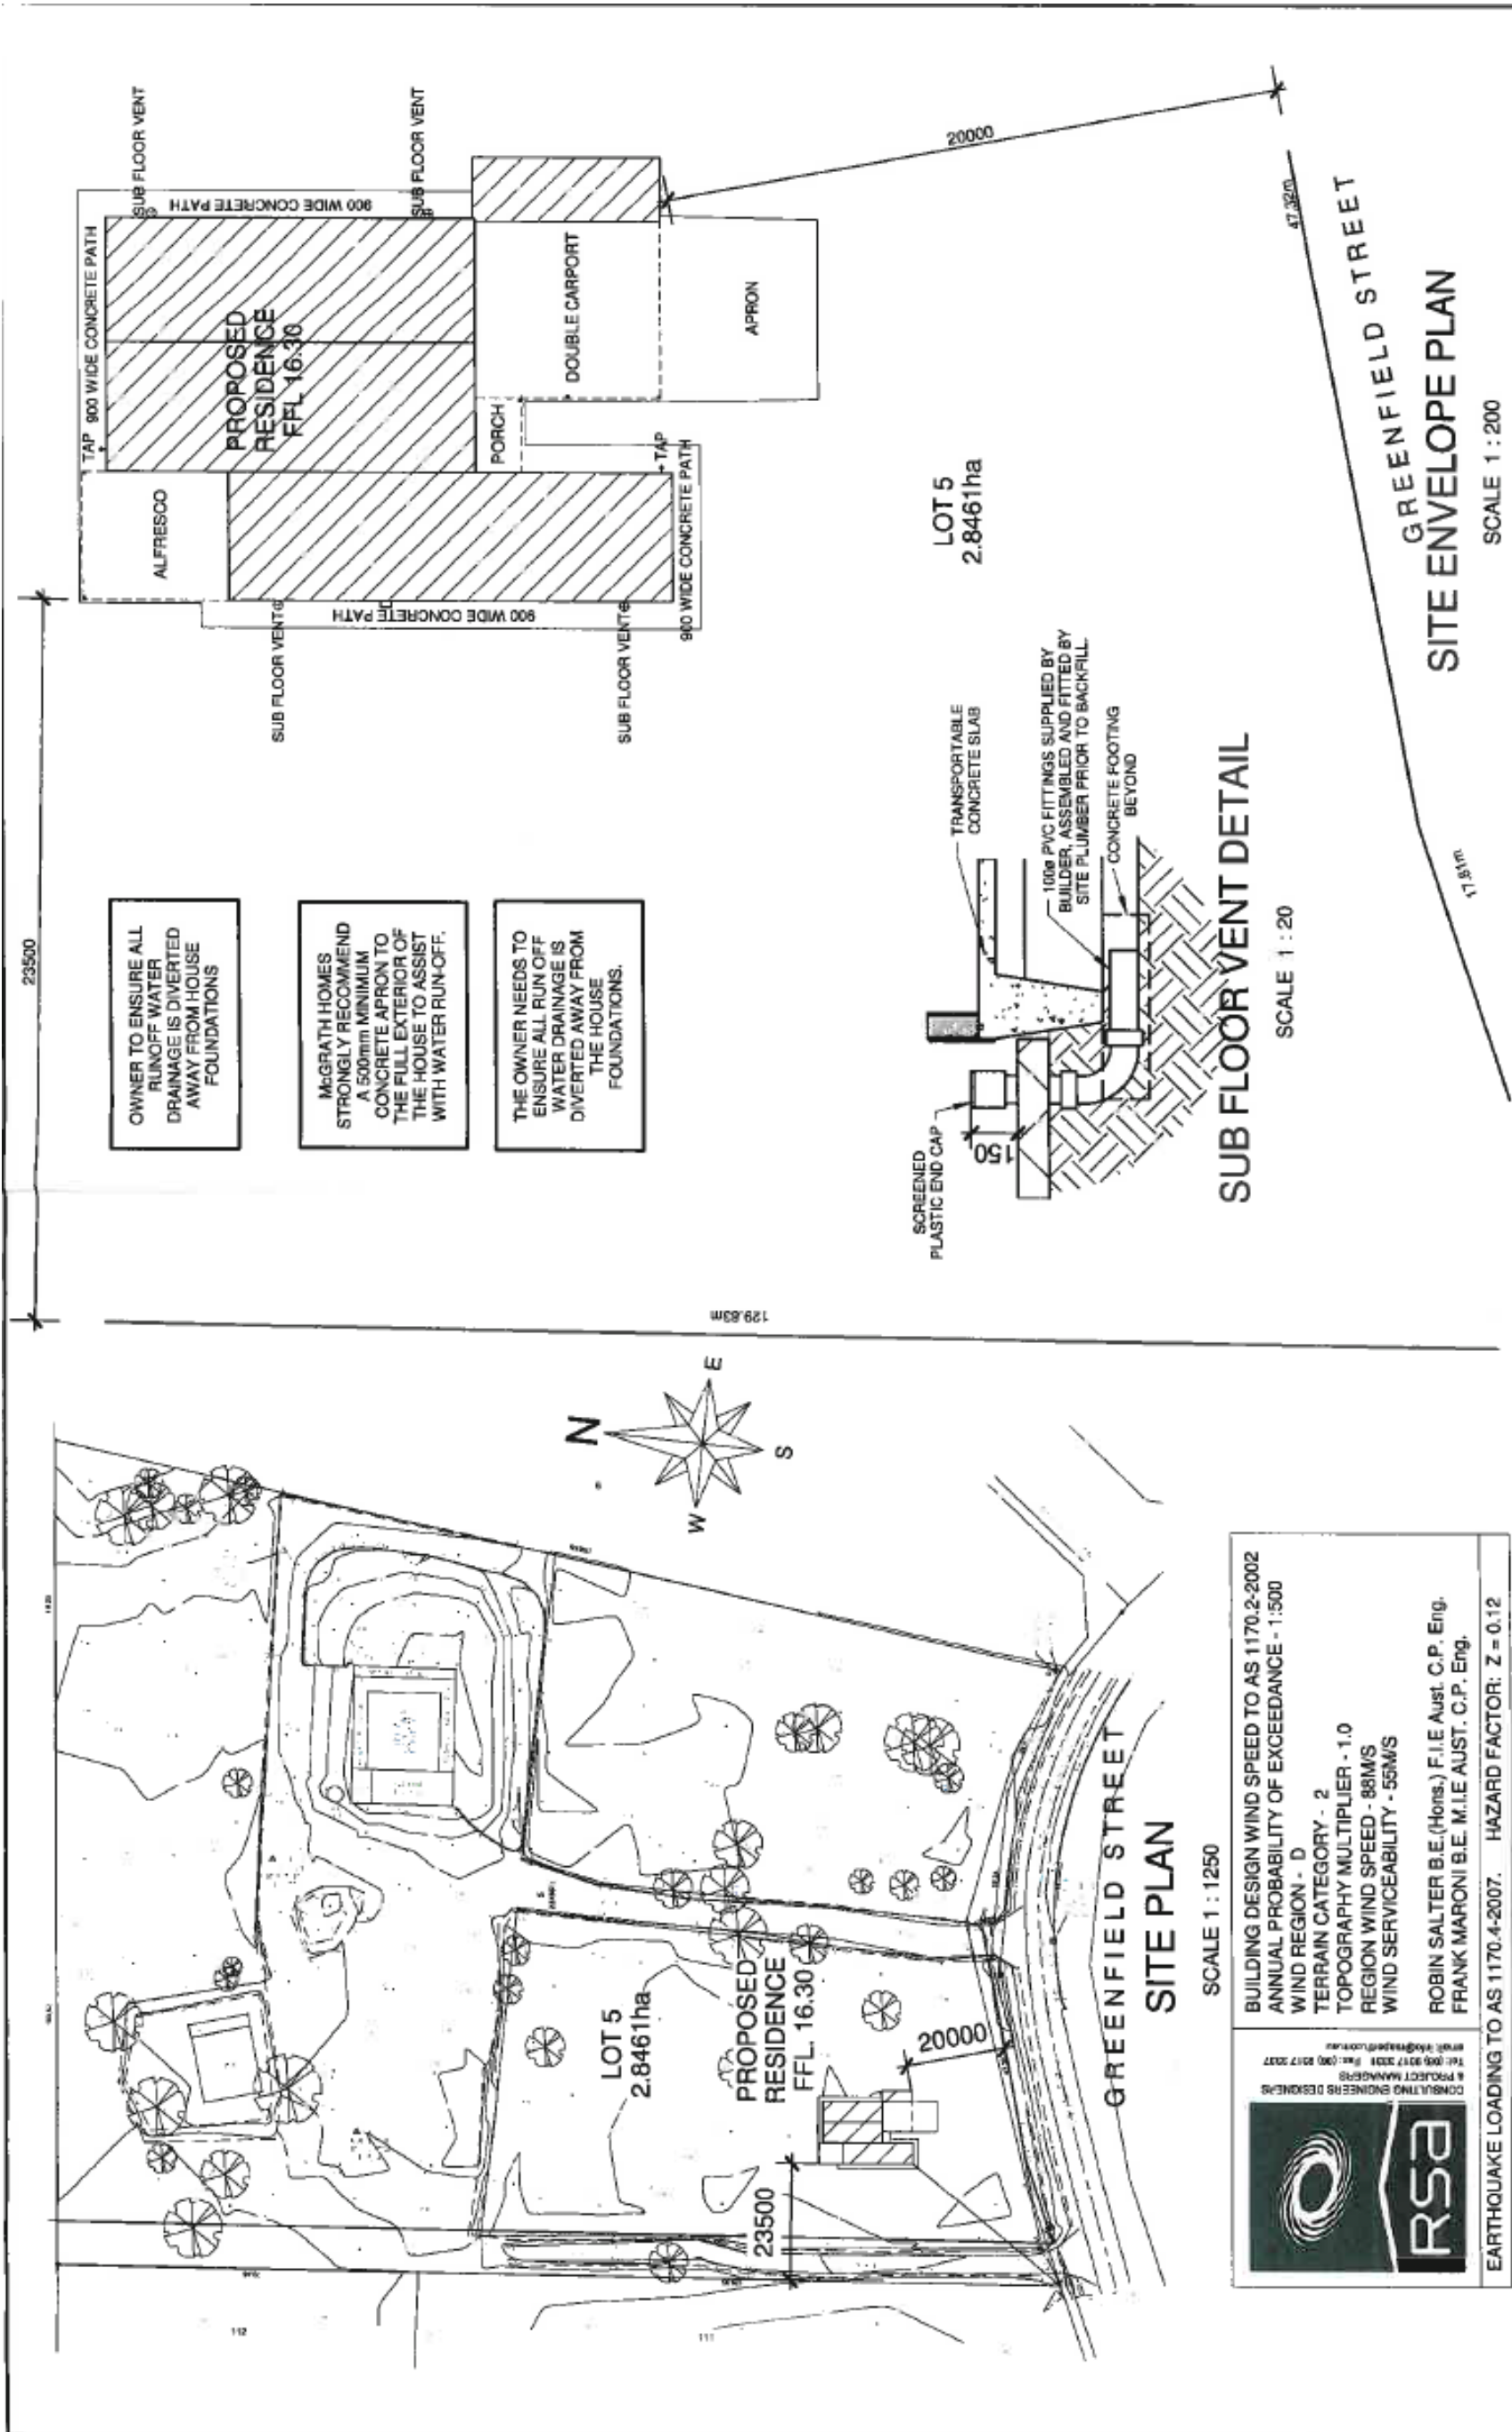 23500
OWNER TO ENSURE ALL
RUNOFF WATER
DRAINAGE IS DIVERTED
AWAY FROM HOUSE
FOUNDATIONS
McGRATH HOMES
STRONGLY RECOMMEND
A 500mm MINIMUM
CONCRETE APRON TO
THE FULL EXTERIOR OF
THE HOUSE TO ASSIST
WITH WATER RUN-OFF.
THE OWNER NEEDS TO
ENSURE ALL RUN OFF
WATER DRAINAGE IS
DIVERTED AWAY FROM
THE HOUSE
FOUNDATIONS.
TAP
900 WIDE CONCRETE PATH
SUB FLOOR VENT
900 WIDE CONCRETE PATH
SUB FLOOR VENT
ALFRESCO
PROPOSED
RESIDENCE
FFL 16.30
SUB FLOOR VENT
900 WIDE CONCRETE PATH
SUB FLOOR VENT
PORCH
DOUBLE CARPORT
TAP
900 WIDE CONCRETE PATH
APRON
20000
LOT 5
2.8461ha
47.32m
GREENFIELD STREET
17.81m
SITE ENVELOPE PLAN
SCALE 1 : 200
129.83m
SCREENED
PLASTIC END CAP
150
TRANSPORTABLE
CONCRETE SLAB
100ø PVC FITTINGS SUPPLIED BY
BUILDER, ASSEMBLED AND FITTED BY
SITE PLUMBER PRIOR TO BACKFILL.
CONCRETE FOOTING
BEYOND
SUB FLOOR VENT DETAIL
SCALE 1 : 20
N
E
S
W
112
111
LOT 5
2.8461ha
PROPOSED
RESIDENCE
FFL 16.30
23500
20000
GREENFIELD STREET
SITE PLAN
SCALE 1 : 1250
RSA
CONSULTING ENGINEERS DESIGNERS
& PROJECT MANAGERS
BUILDING DESIGN WIND SPEED TO AS 1170.2-2002
ANNUAL PROBABILITY OF EXCEEDANCE - 1:500
WIND REGION - D
TERRAIN CATEGORY - 2
TOPOGRAPHY MULTIPLIER - 1.0
REGION WIND SPEED - 88M/S
WIND SERVICEABILITY - 55M/S
ROBIN SALTER B.E.(Hons.) F.I.E Aust. C.P. Eng.
FRANK MARONI B.E. M.I.E AUST. C.P. Eng.
EARTHQUAKE LOADING TO AS 1170.4-2007. HAZARD FACTOR: Z = 0.12